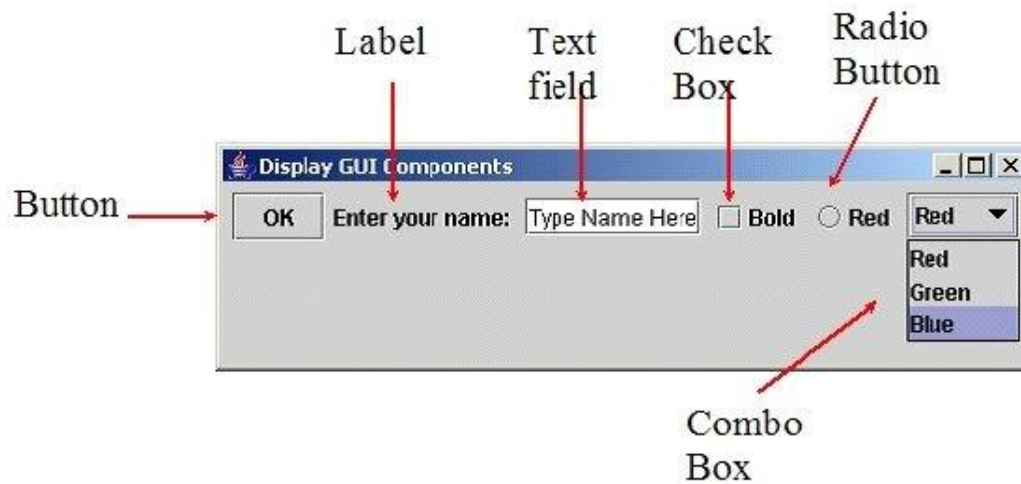 Label
Text
field
Check
Box
Radio
Button
Display GUI Components
Button
OK
Enter your name:
Type Name Here
Bold
Red
Red
Red
Green
Blue
Combo
Box